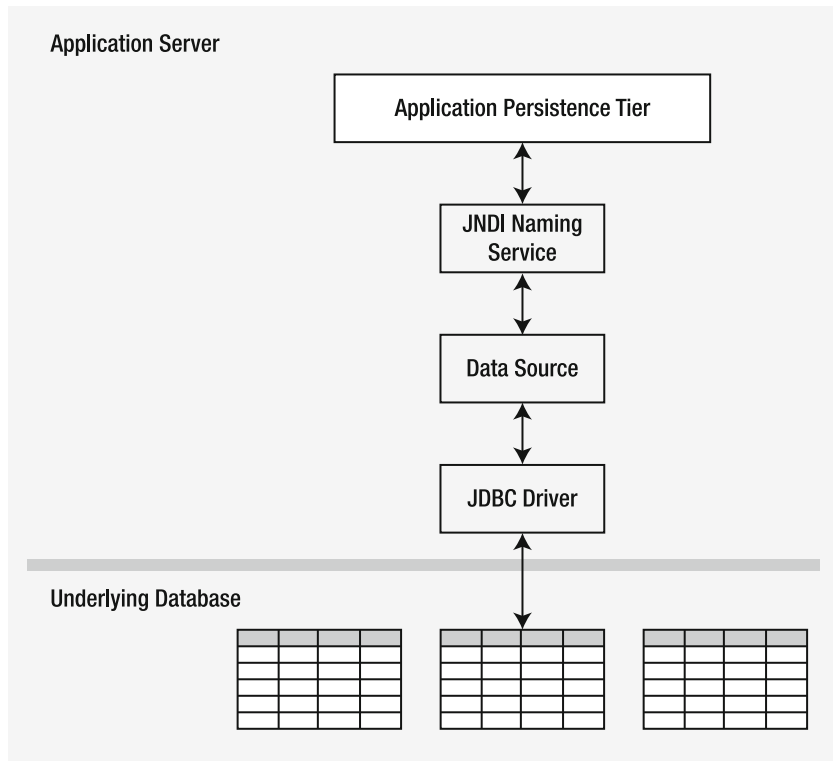 Application Server
Application Persistence Tier
JNDI Naming
Service
Data Source
JDBC Driver
Underlying Database